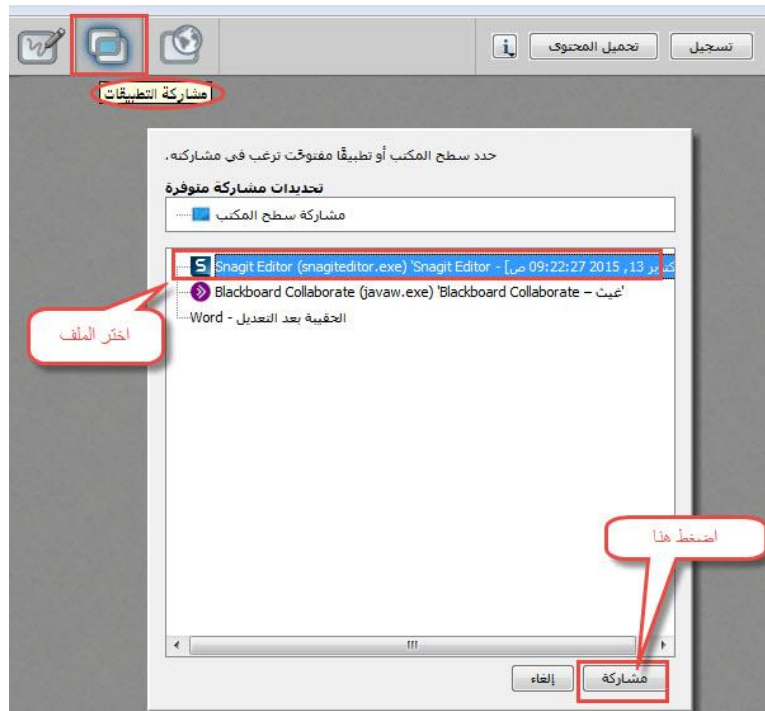 تسجيل
تحميل المحتوى
i
مشاركة التطبيقات
حدد سطح المكتب أو تطبيقًا مفتوحًت ترغب في مشاركته.
تحديدات مشاركة متوفرة
مشاركة سطح المكتب
Snagit Editor (snagiteditor.exe) 'Snagit Editor - [كتوبر 13, 2015 09:22:27 ص
Blackboard Collaborate (javaw.exe) 'Blackboard Collaborate – غيث'
الحقيبة بعد التعديل - Word
اختر الملف
اضغط هنا
مشاركة
إلغاء